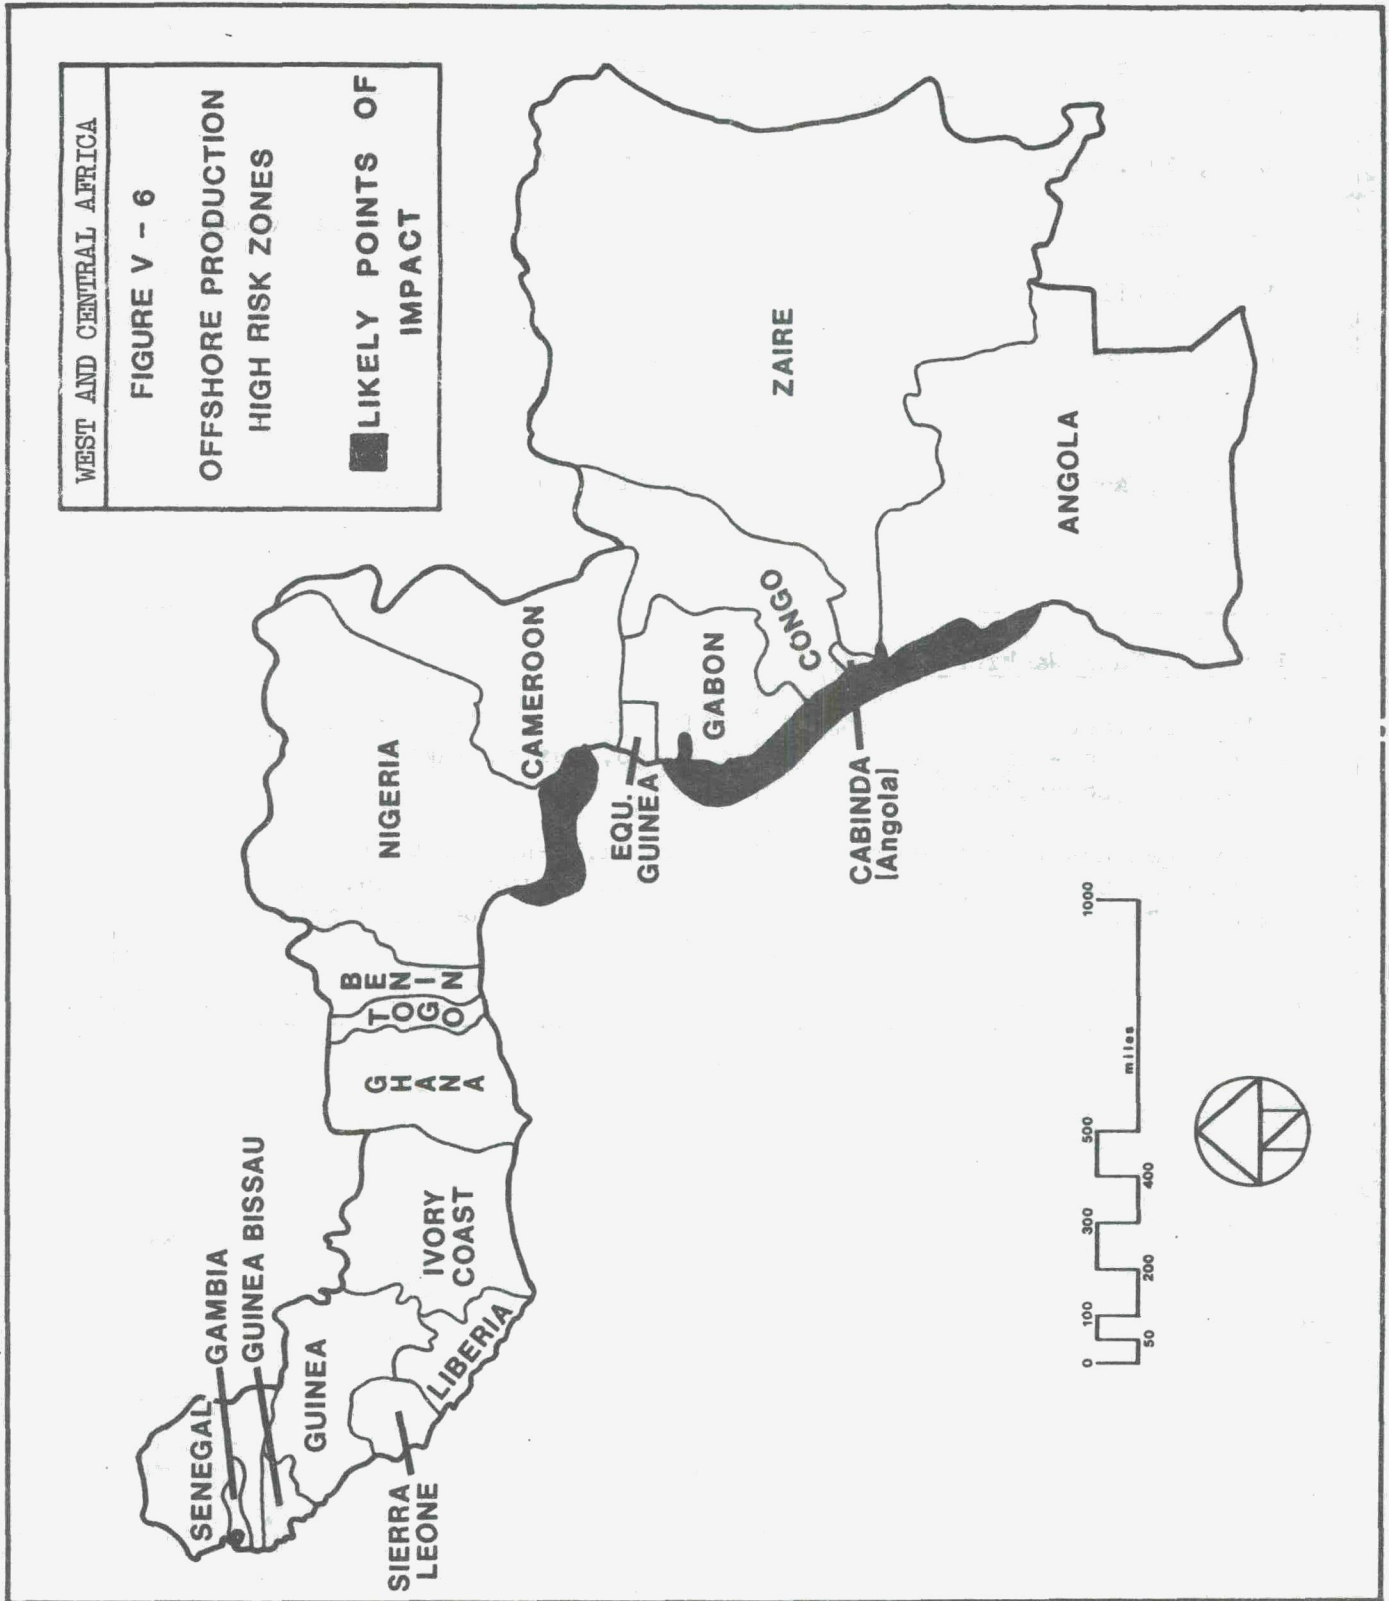 WEST AND CENTRAL AFRICA
FIGURE V - 6
OFFSHORE PRODUCTION
HIGH RISK ZONES
LIKELY POINTS OF
IMPACT
SENEGAL
GAMBIA
GUINEA BISSAU
GUINEA
SIERRA
LEONE
LIBERIA
IVORY
COAST
GHANA
TOGO
BENIN
NIGERIA
CAMEROON
EQU.
GUINEA
GABON
CONGO
CABINDA
(Angola)
ZAIRE
ANGOLA
0 100 300 500 1000
50 200 400 miles
N